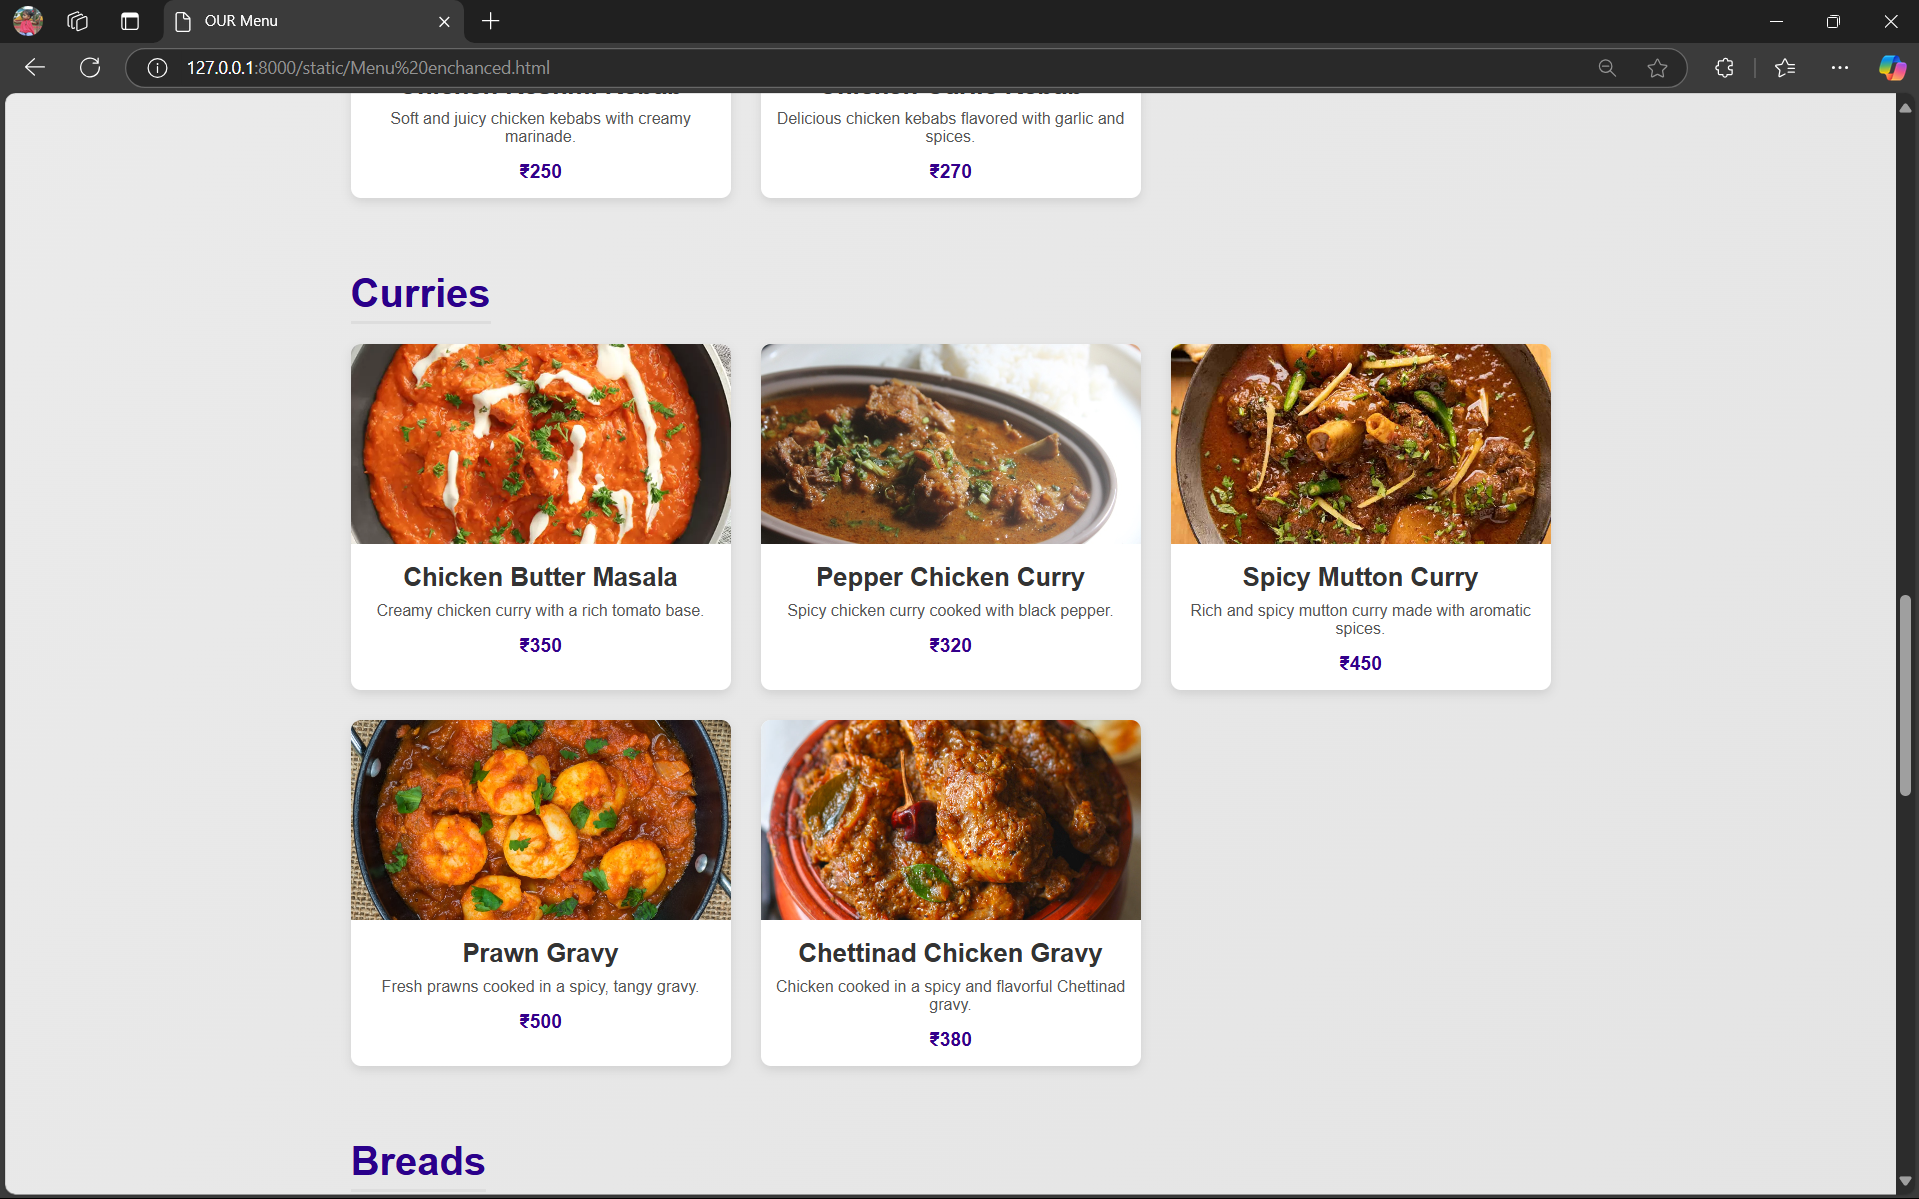 OUR Menu
127.0.0.1:8000/static/Menu%20enchanced.html
Soft and juicy chicken kebabs with creamy
marinade.
₹250
Delicious chicken kebabs flavored with garlic and
spices.
₹270
Curries
Chicken Butter Masala
Creamy chicken curry with a rich tomato base.
₹350
Pepper Chicken Curry
Spicy chicken curry cooked with black pepper.
₹320
Spicy Mutton Curry
Rich and spicy mutton curry made with aromatic
spices.
₹450
Prawn Gravy
Fresh prawns cooked in a spicy, tangy gravy.
₹500
Chettinad Chicken Gravy
Chicken cooked in a spicy and flavorful Chettinad
gravy.
₹380
Breads